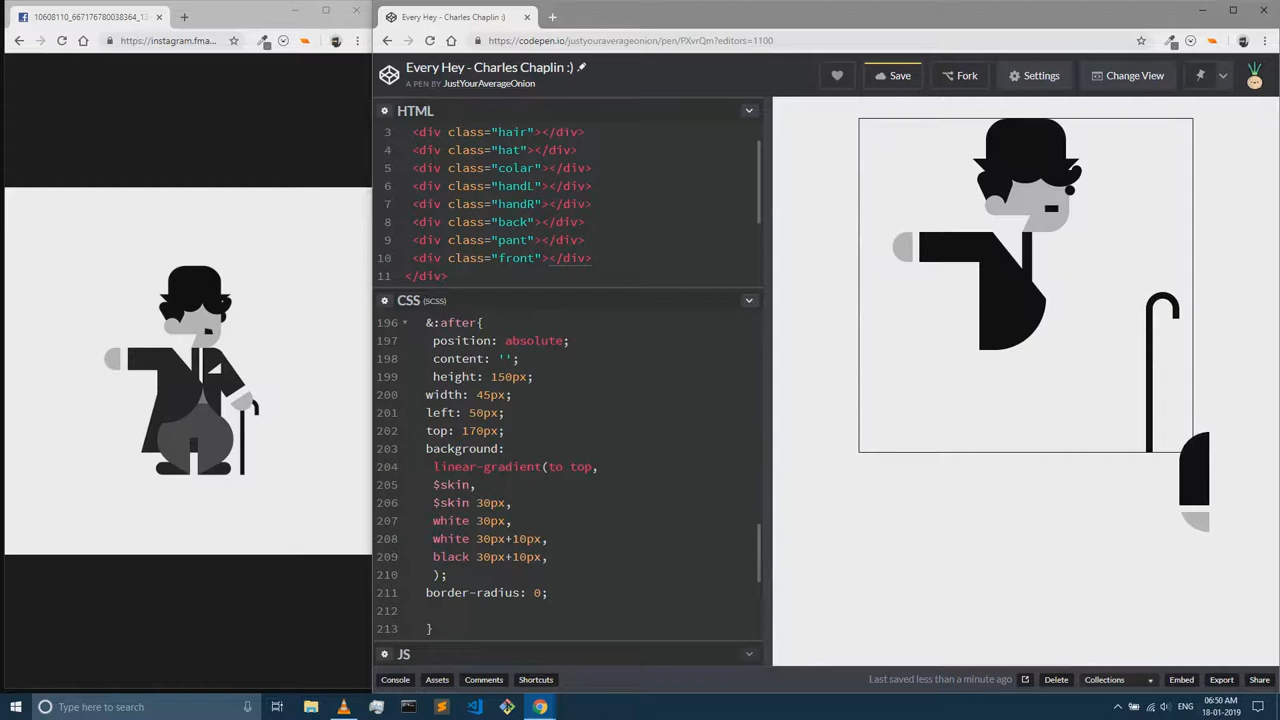 10608110_667176780038364_13
Every Hey - Charles Chaplin :)
https://instagram.fma...
https://codepen.io/justyouraverageonion/pen/PXvrQm?editors=1100
Every Hey - Charles Chaplin :)
A PEN BY JustYourAverageOnion
Save
Fork
Settings
Change View
HTML
3 <div class="hair"></div>
4 <div class="hat"></div>
5 <div class="colar"></div>
6 <div class="handL"></div>
7 <div class="handR"></div>
8 <div class="back"></div>
9 <div class="pant"></div>
10 <div class="front"></div>
11 </div>
CSS (SCSS)
196 &:after{
197 position: absolute;
198 content: '';
199 height: 150px;
200 width: 45px;
201 left: 50px;
202 top: 170px;
203 background:
204 linear-gradient(to top,
205 $skin,
206 $skin 30px,
207 white 30px,
208 white 30px+10px,
209 black 30px+10px,
210 );
211 border-radius: 0;
212
213 }
JS
Console
Assets
Comments
Shortcuts
Last saved less than a minute ago
Delete
Collections
Embed
Export
Share
Type here to search
06:50 AM
18-01-2019